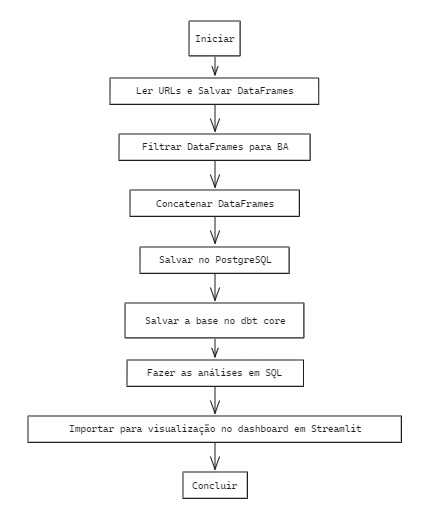 Iniciar
Ler URLs e Salvar DataFrames
Filtrar DataFrames para BA
Concatenar DataFrames
Salvar no PostgreSQL
Salvar a base no dbt core
Fazer as análises em SQL
Importar para visualização no dashboard em Streamlit
Concluir